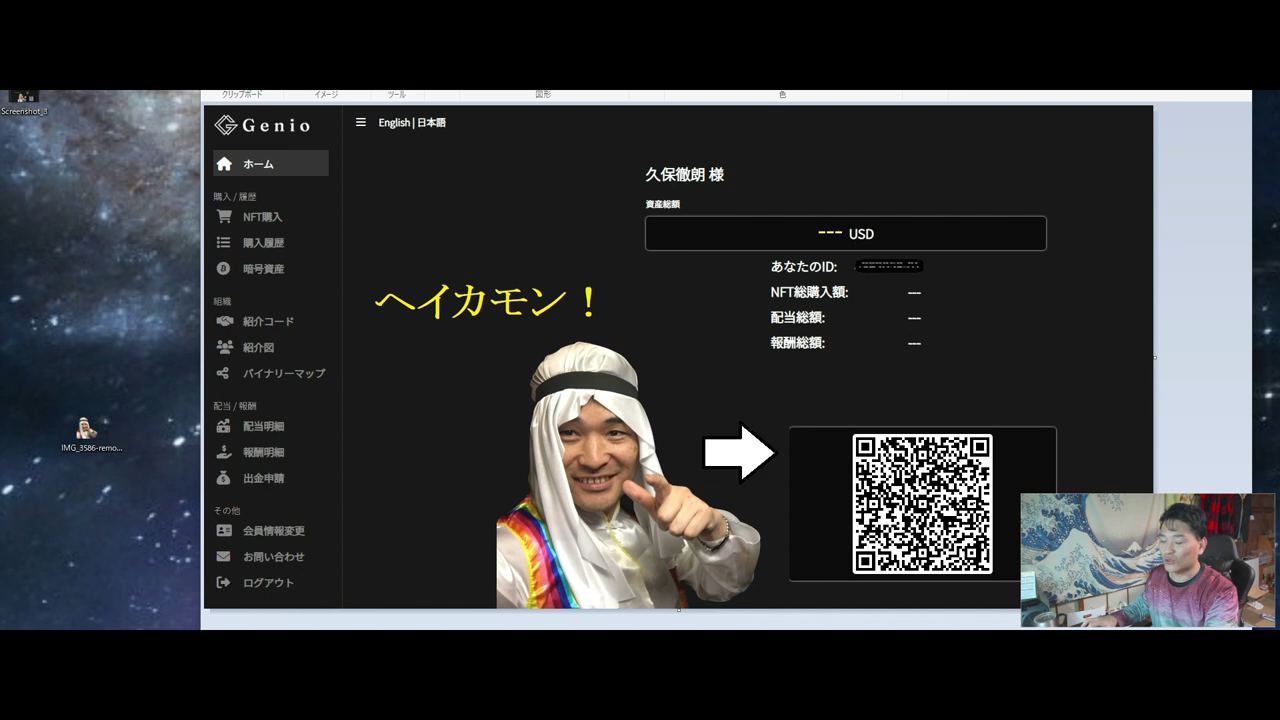 クリップボード
イメージ
ツール
図形
色
Screenshot_3
Genio
English | 日本語
ホーム
購入 / 履歴
NFT購入
購入履歴
暗号資産
組織
紹介コード
紹介図
バイナリーマップ
配当 / 報酬
配当明細
報酬明細
出金申請
その他
会員情報変更
お問い合わせ
ログアウト
久保徹朗 様
資産総額
--- USD
あなたのID:
NFT総購入額: ---
配当総額: ---
報酬総額: ---
ヘイカモン！
IMG_3586-remo...